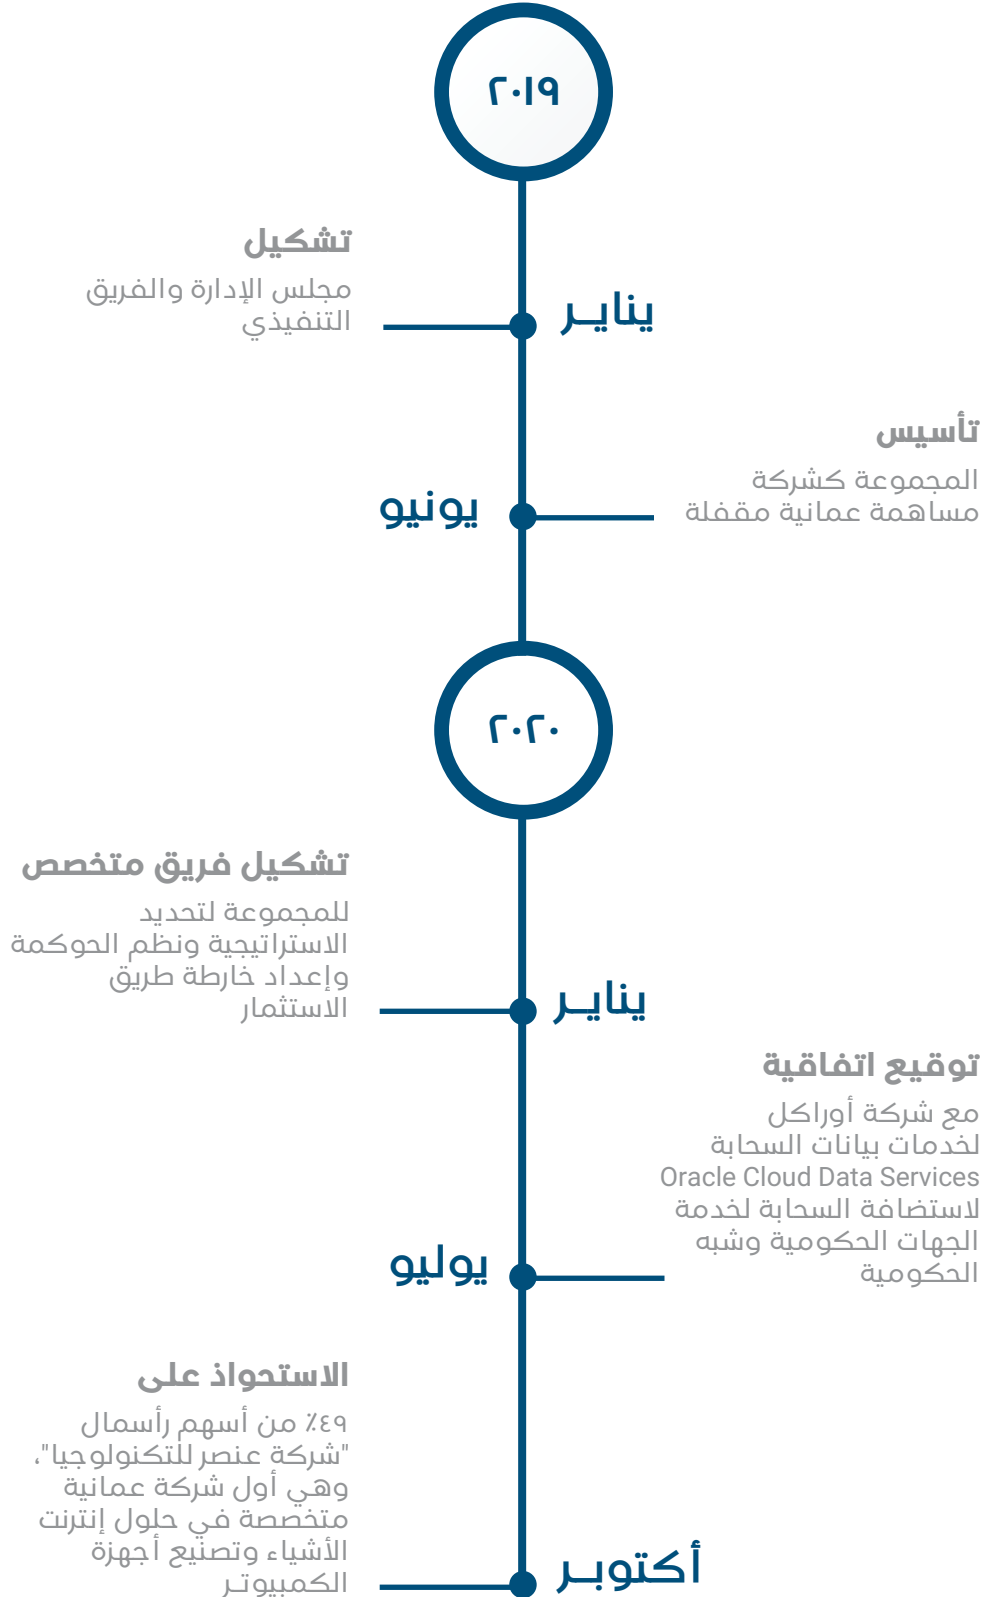 ٢٠١٩
تشكيل
مجلس الإدارة والفريق
التنفيذي
يناير
تأسيس
المجموعة كشركة
مساهمة عمانية مقفلة
يونيو
٢٠٢٠
تشكيل فريق متخصص
للمجموعة لتحديد
الاستراتيجية ونظم الحوكمة
وإعداد خارطة طريق
الاستثمار
يناير
توقيع اتفاقية
مع شركة أوراكل
لخدمات بيانات السحابة
Oracle Cloud Data Services
لاستضافة السحابة لخدمة
الجهات الحكومية وشبه
الحكومية
يوليو
الاستحواذ على
٤٩٪ من أسهم رأسمال
"شركة عنصر للتكنولوجيا"،
وهي أول شركة عمانية
متخصصة في حلول إنترنت
الأشياء وتصنيع أجهزة
الكمبيوتر
أكتوبر